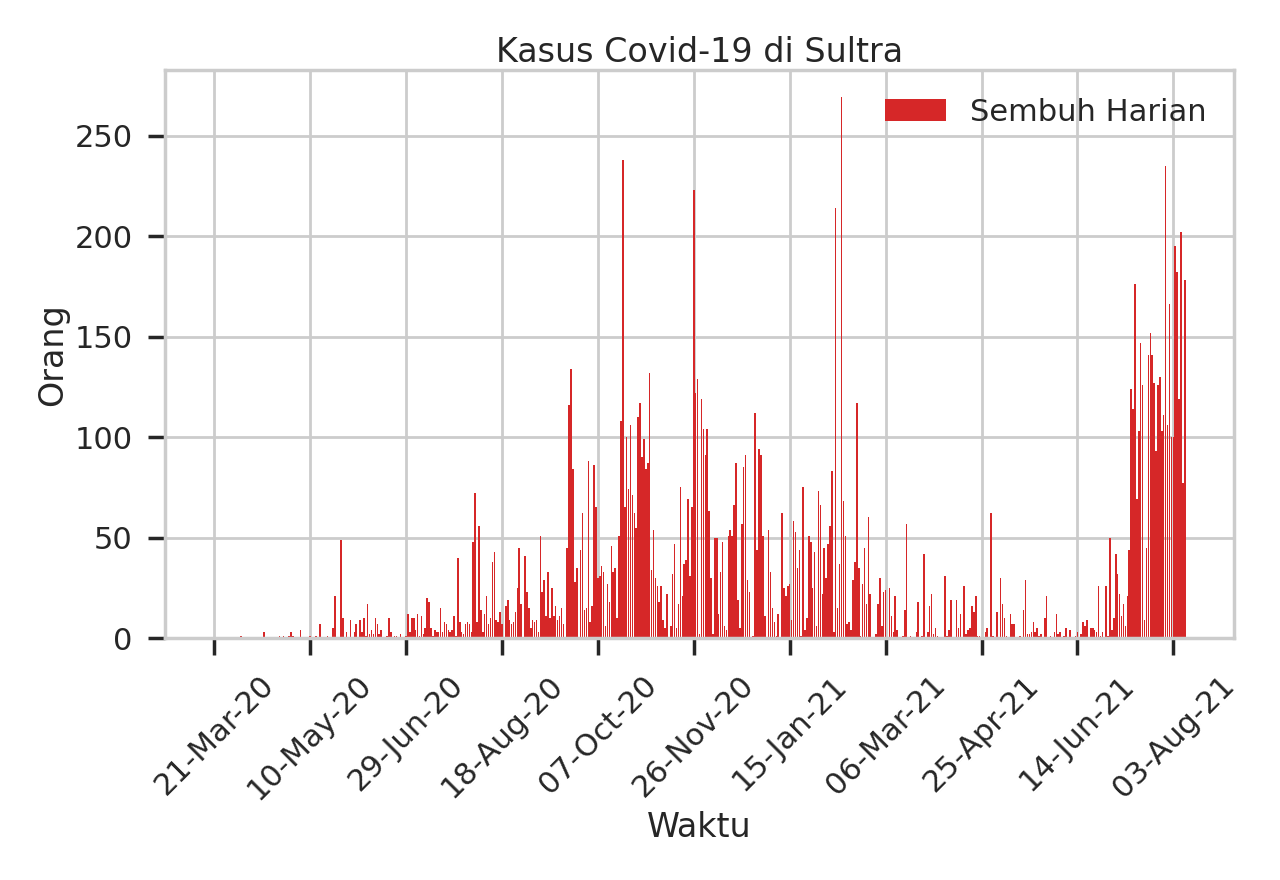 Kasus Covid-19 di Sultra
Sembuh Harian
Orang
250
200
150
100
50
0
21-Mar-20
10-May-20
29-Jun-20
18-Aug-20
07-Oct-20
26-Nov-20
15-Jan-21
06-Mar-21
25-Apr-21
14-Jun-21
03-Aug-21
Waktu